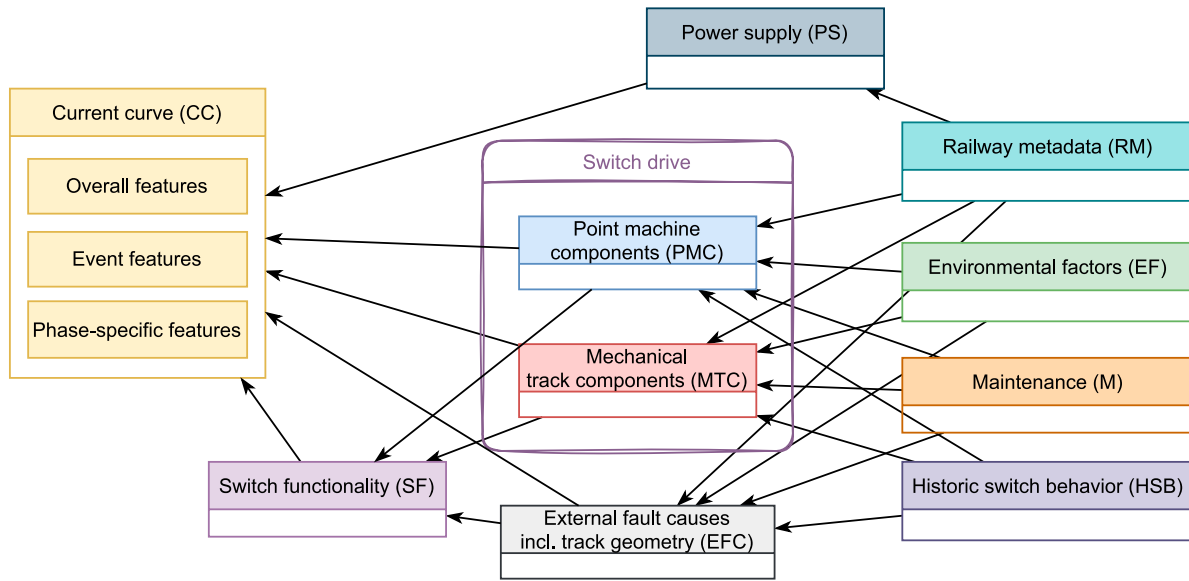 Power supply (PS)
Current curve (CC)
Overall features
Event features
Phase-specific features
Switch drive
Point machine
components (PMC)
Mechanical
track components (MTC)
Railway metadata (RM)
Environmental factors (EF)
Maintenance (M)
Historic switch behavior (HSB)
Switch functionality (SF)
External fault causes
incl. track geometry (EFC)